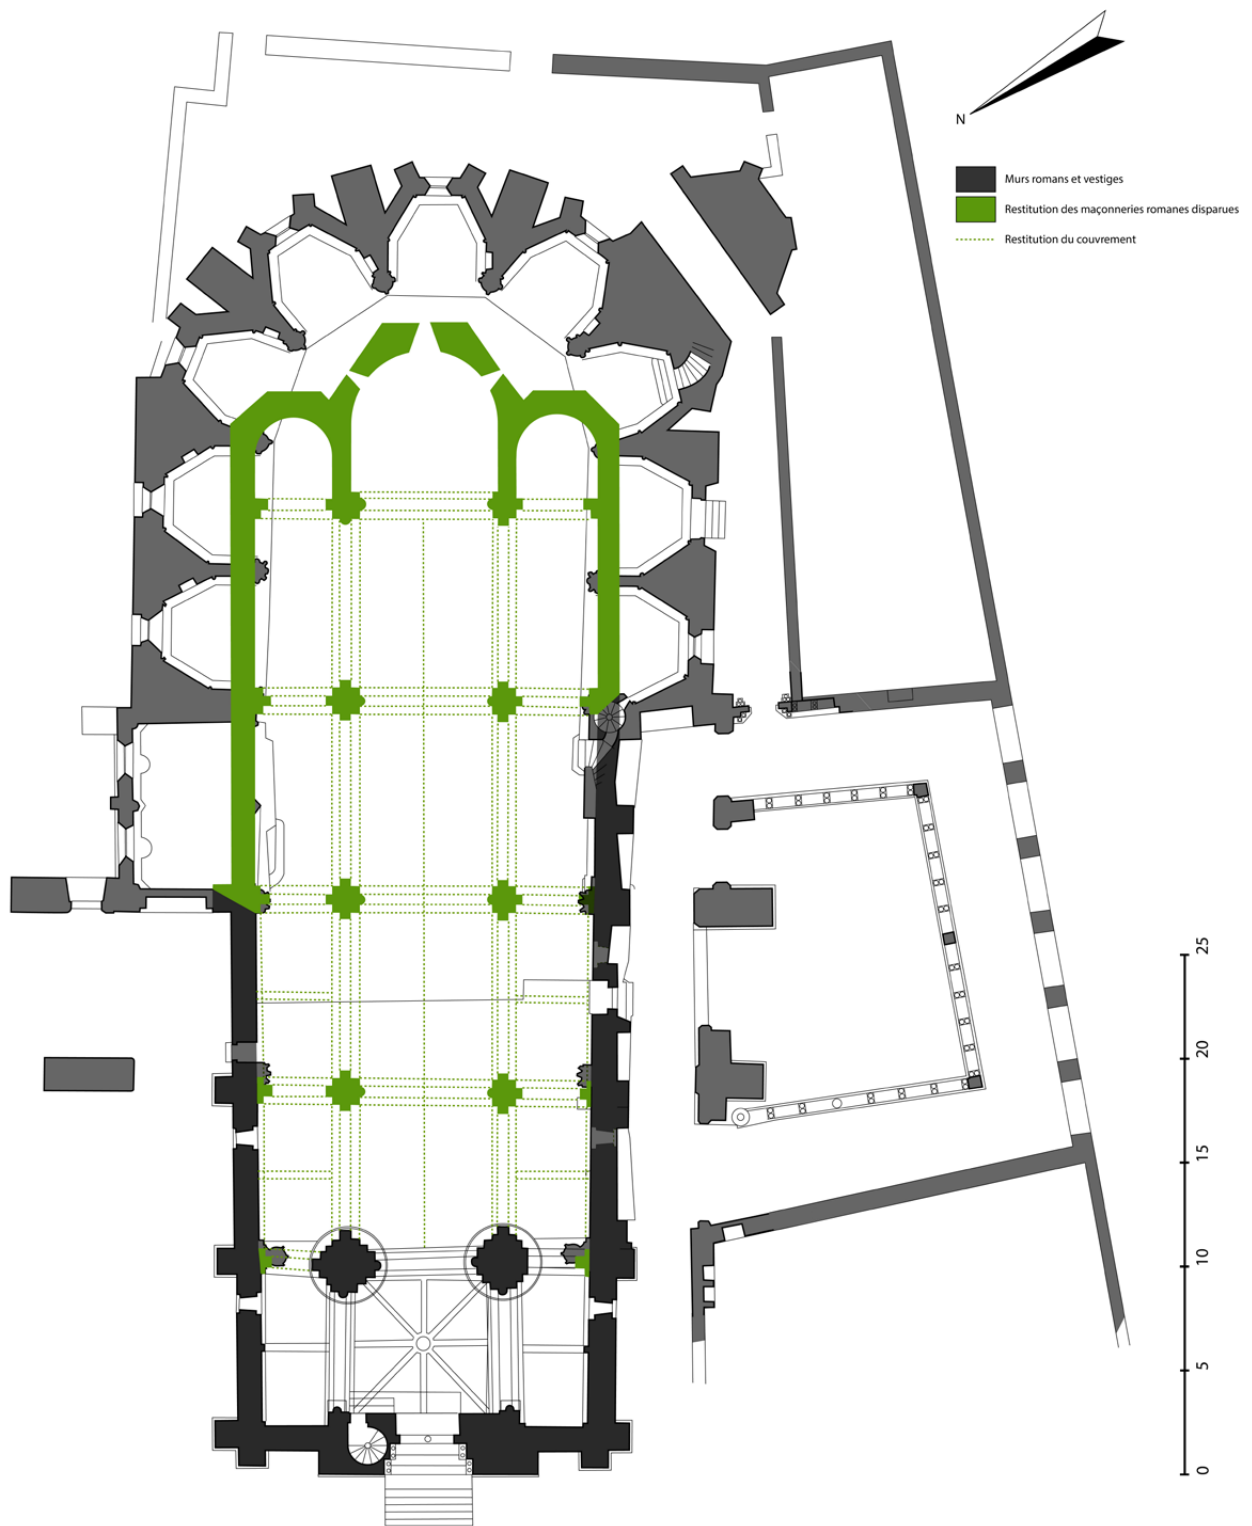 N
Murs romans et vestiges
Restitution des maçonneries romanes disparues
Restitution du couvrement
25
20
15
10
5
0